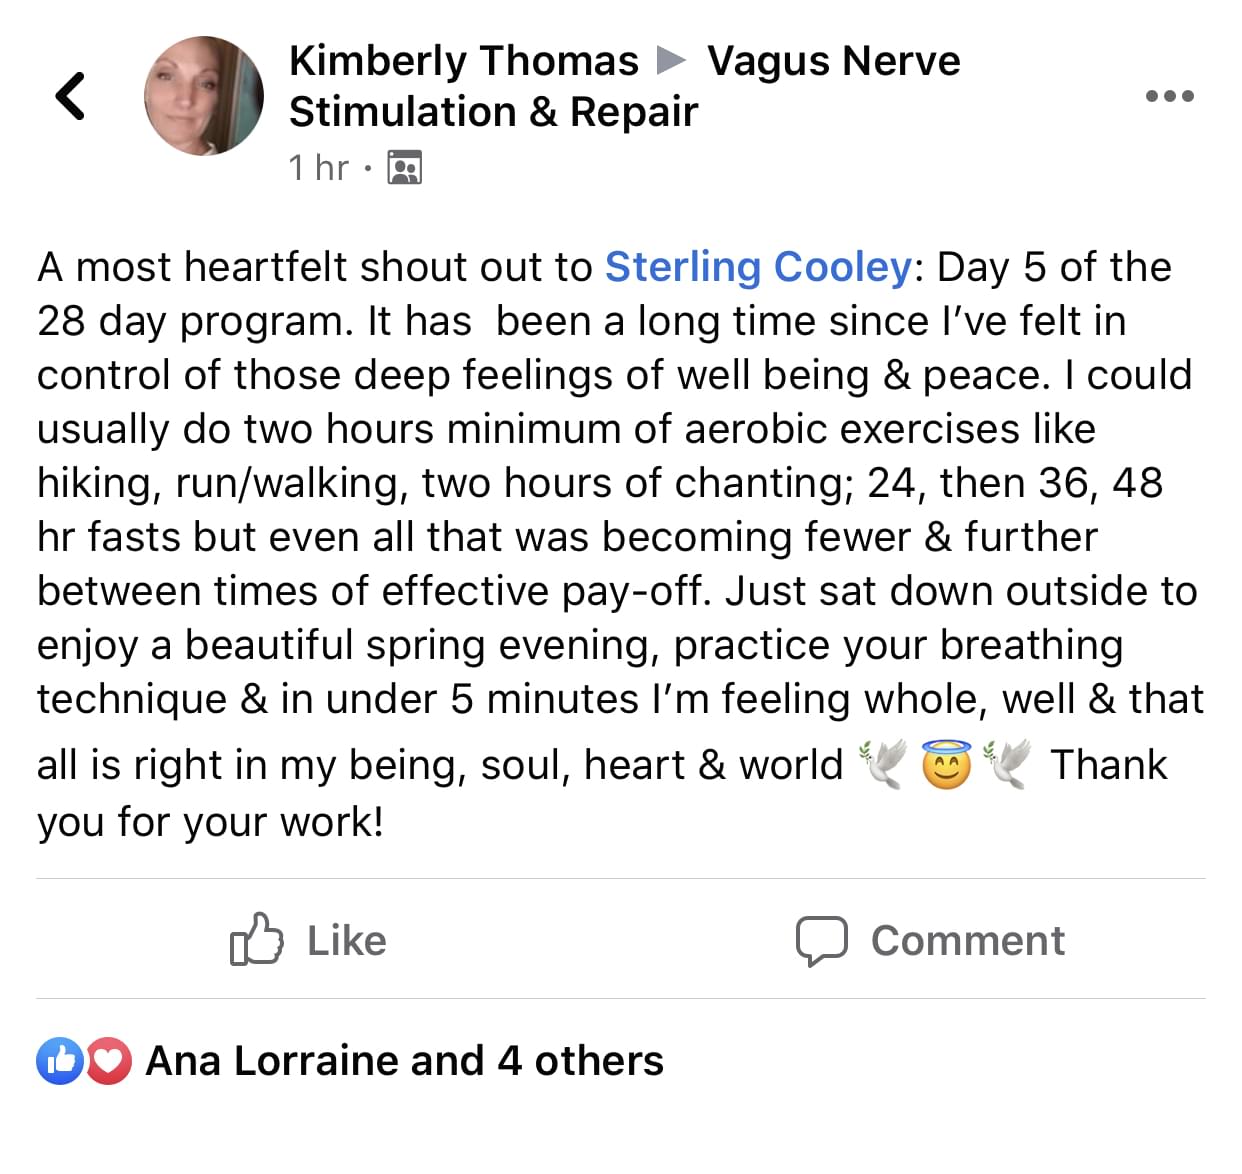 Kimberly Thomas ▶ Vagus Nerve
Stimulation & Repair
1 hr ·
A most heartfelt shout out to Sterling Cooley: Day 5 of the
28 day program. It has  been a long time since I’ve felt in
control of those deep feelings of well being & peace. I could
usually do two hours minimum of aerobic exercises like
hiking, run/walking, two hours of chanting; 24, then 36, 48
hr fasts but even all that was becoming fewer & further
between times of effective pay-off. Just sat down outside to
enjoy a beautiful spring evening, practice your breathing
technique & in under 5 minutes I’m feeling whole, well & that
all is right in my being, soul, heart & world 🕊 😇 🕊 Thank
you for your work!
Like
Comment
Ana Lorraine and 4 others